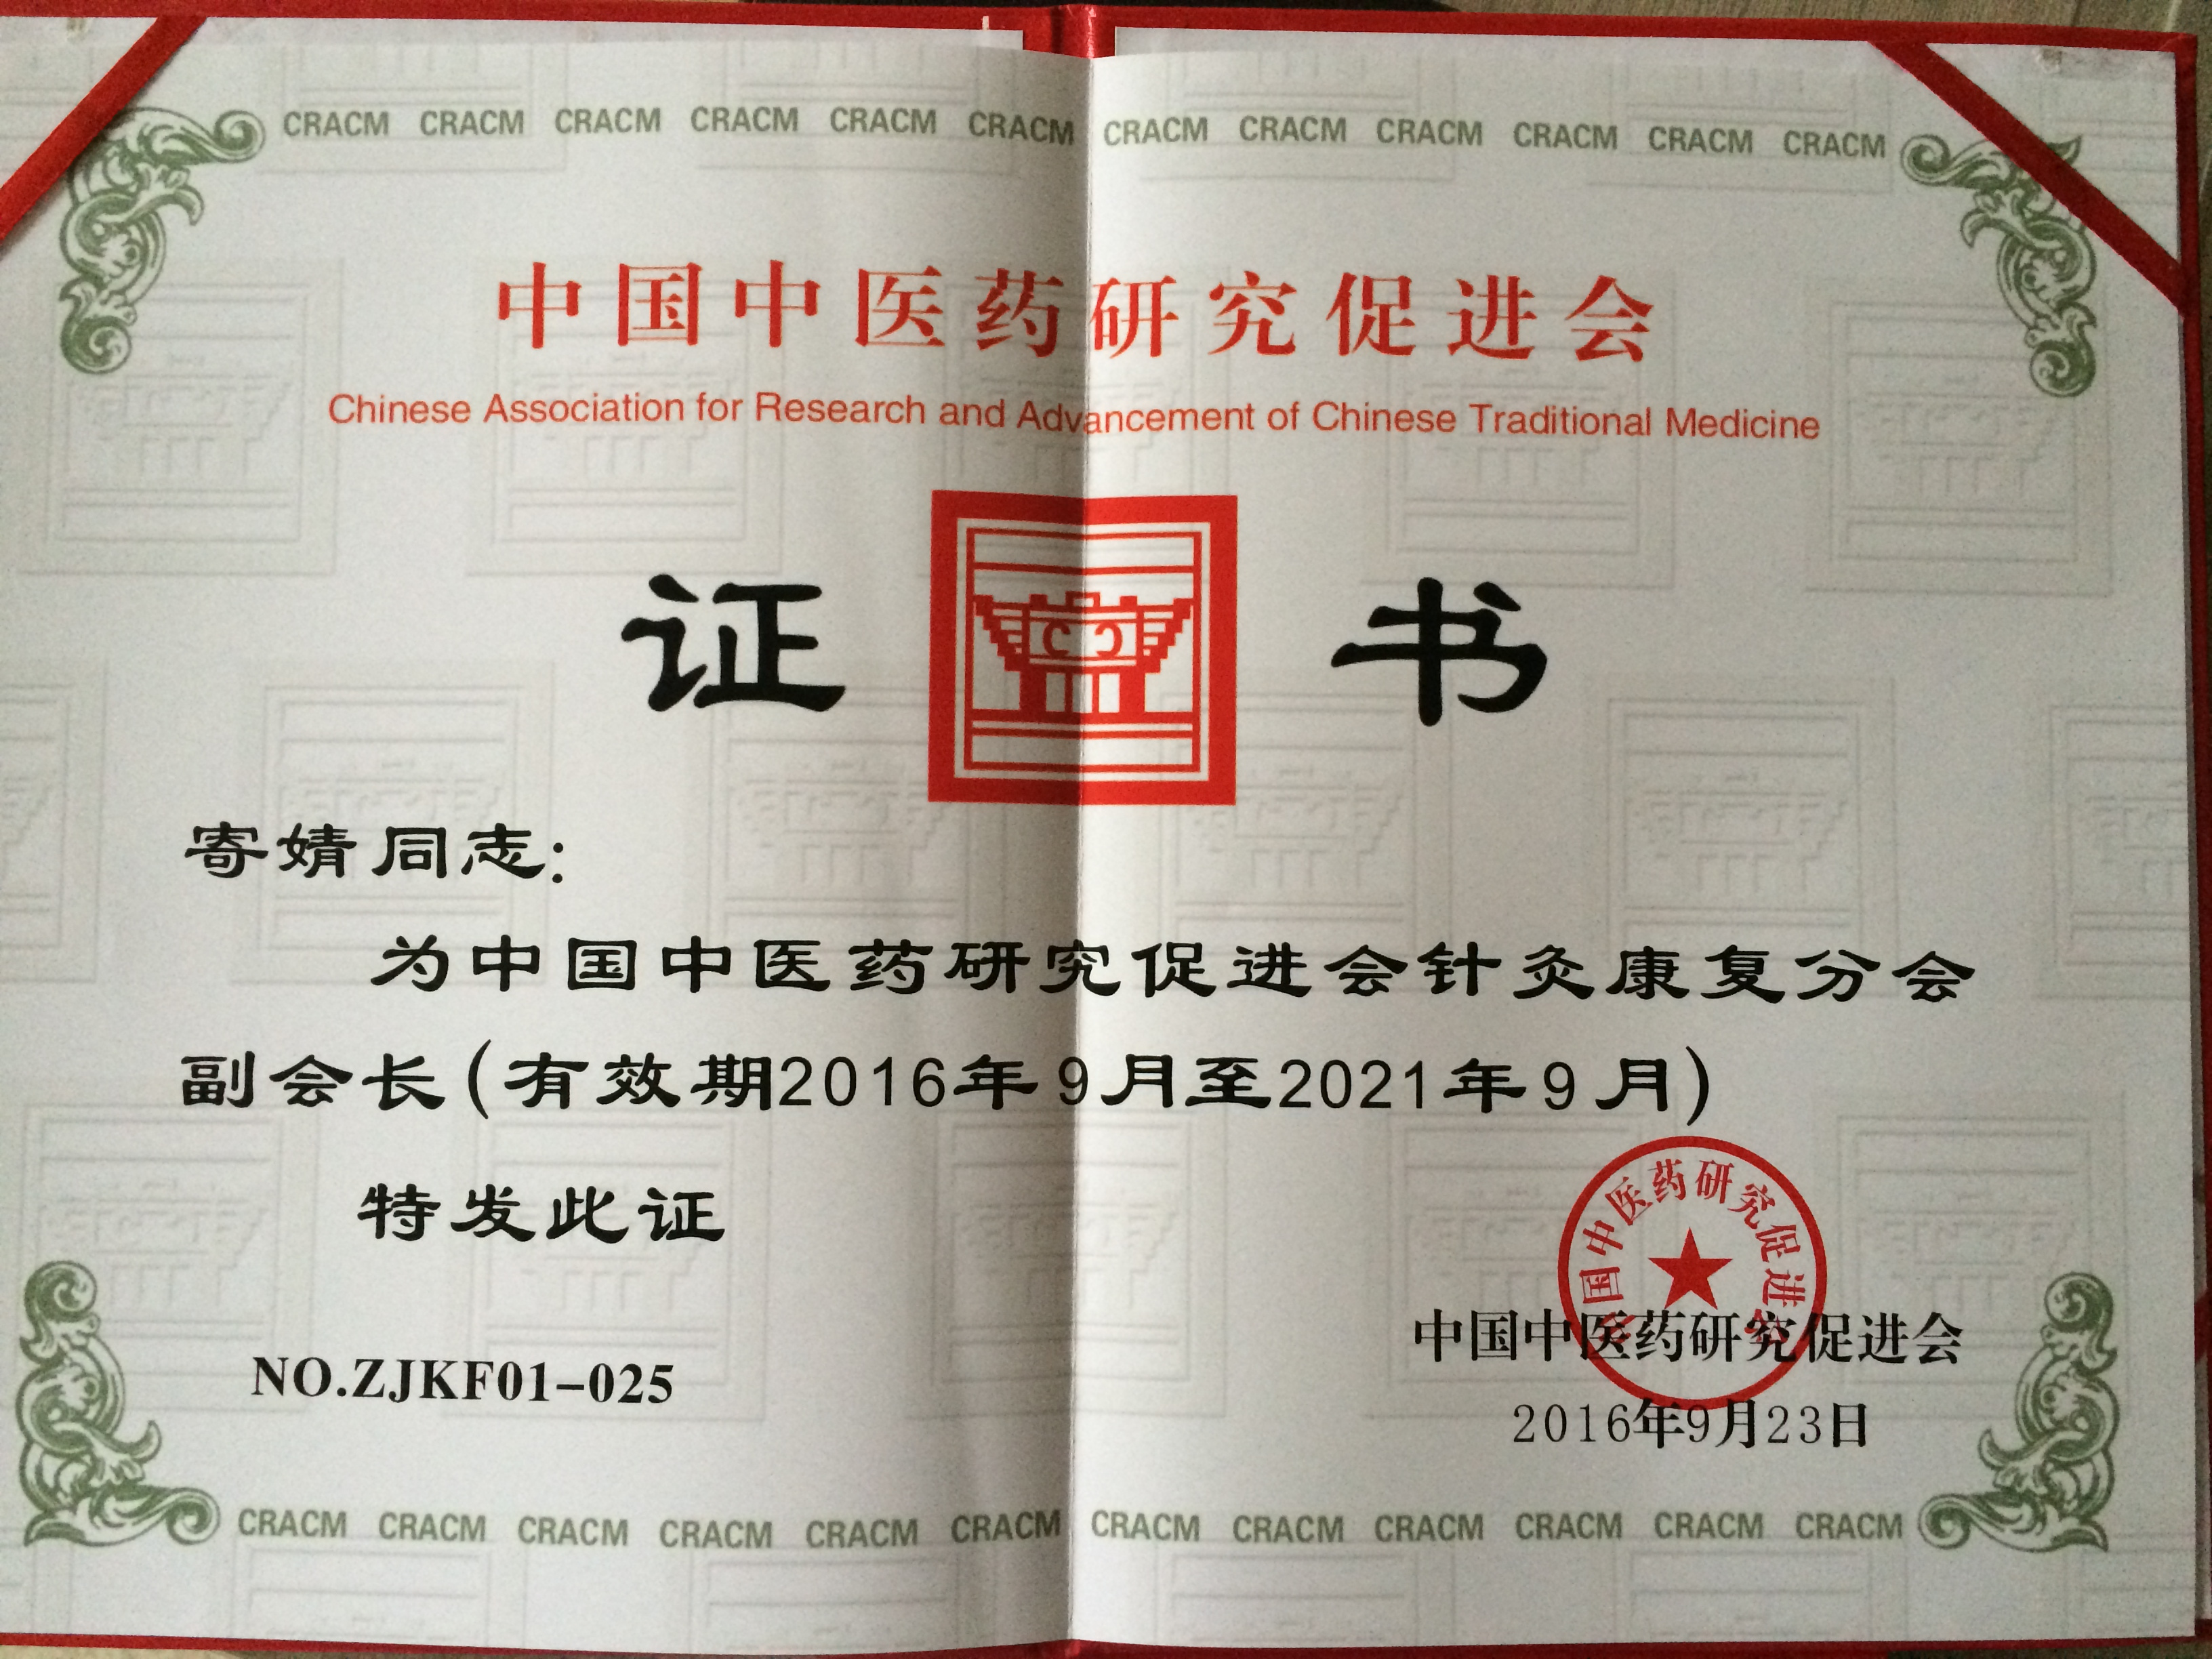 CRACM CRACM CRACM CRACM CRACM CRACM CRACM CRACM CRACM CRACM CRACM CRACM
中国中医药研究促进会
Chinese Association for Research and Advancement of Chinese Traditional Medicine
证书
寄婧同志:
为中国中医药研究促进会针灸康复分会
副会长(有效期2016年9月至2021年9月)
特发此证
中国中医药研究促进会
中国中医药研究促进会
NO.ZJKF01-025
2016年9月23日
CRACM CRACM CRACM CRACM CRACM CRACM CRACM CRACM CRACM CRACM CRACM CRACM